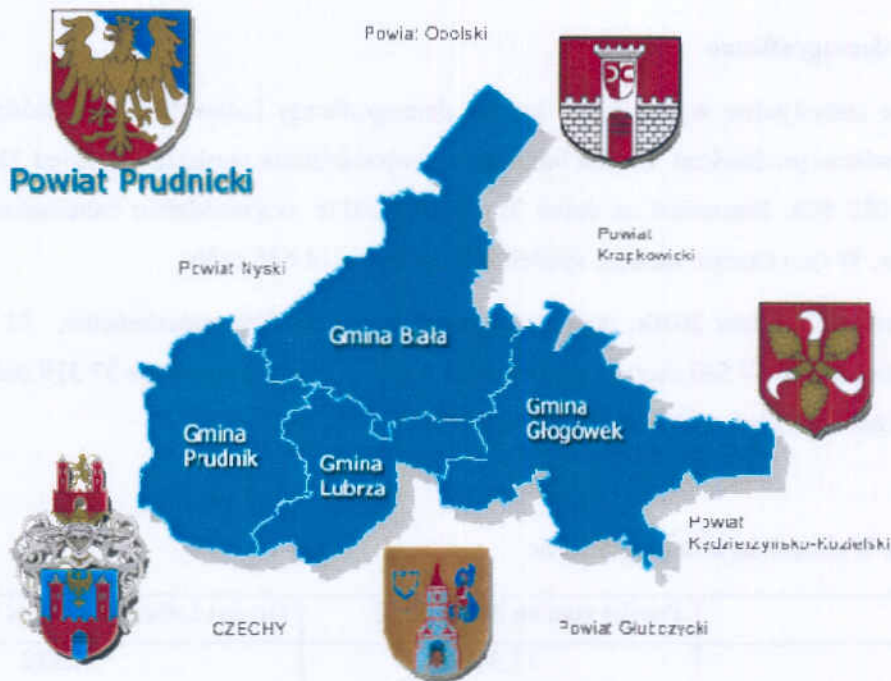 Powiat Opolski
Powiat Prudnicki
Powiat Nyski
Powiat
Krapkowicki
Gmina Biała
Gmina
Prudnik
Gmina
Lubrza
Gmina
Głogówek
Powiat
Kędzierzyńsko-Kozielski
CZECHY
Powiat Głubczycki